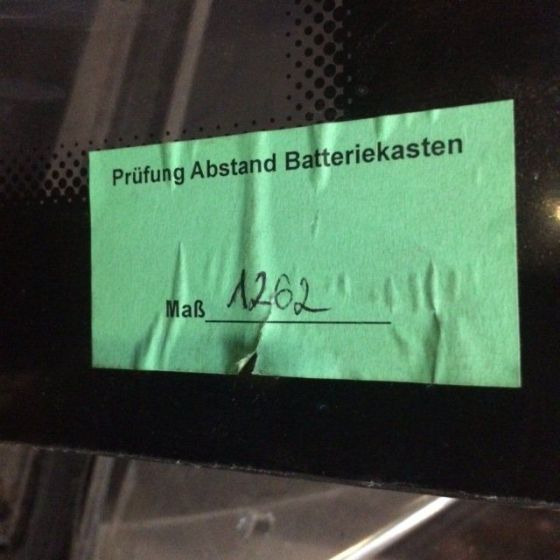 Prüfung Abstand Batteriekasten
Maß 1262